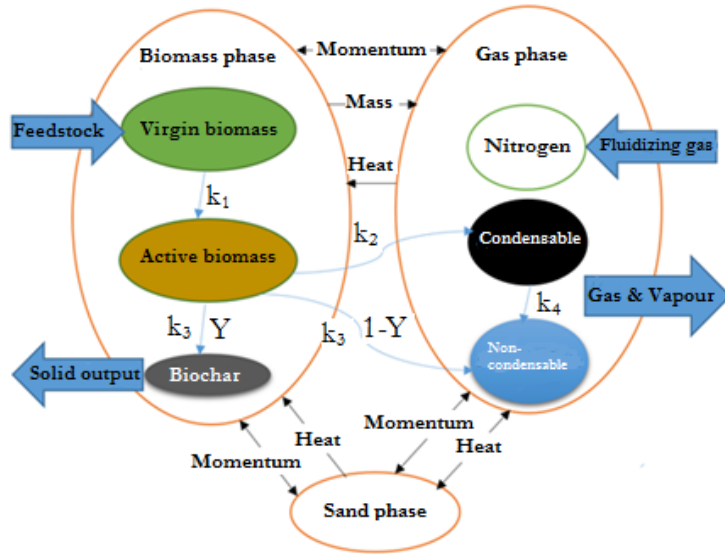 Biomass phase
Momentum
Gas phase
Mass
Feedstock
Virgin biomass
Nitrogen
Fluidizing gas
Heat
k1
k2
Condensable
Active biomass
Gas & Vapour
k4
k3 Y
k3 1-Y
Non-
condensable
Solid output
Biochar
Momentum
Heat
Momentum
Heat
Sand phase